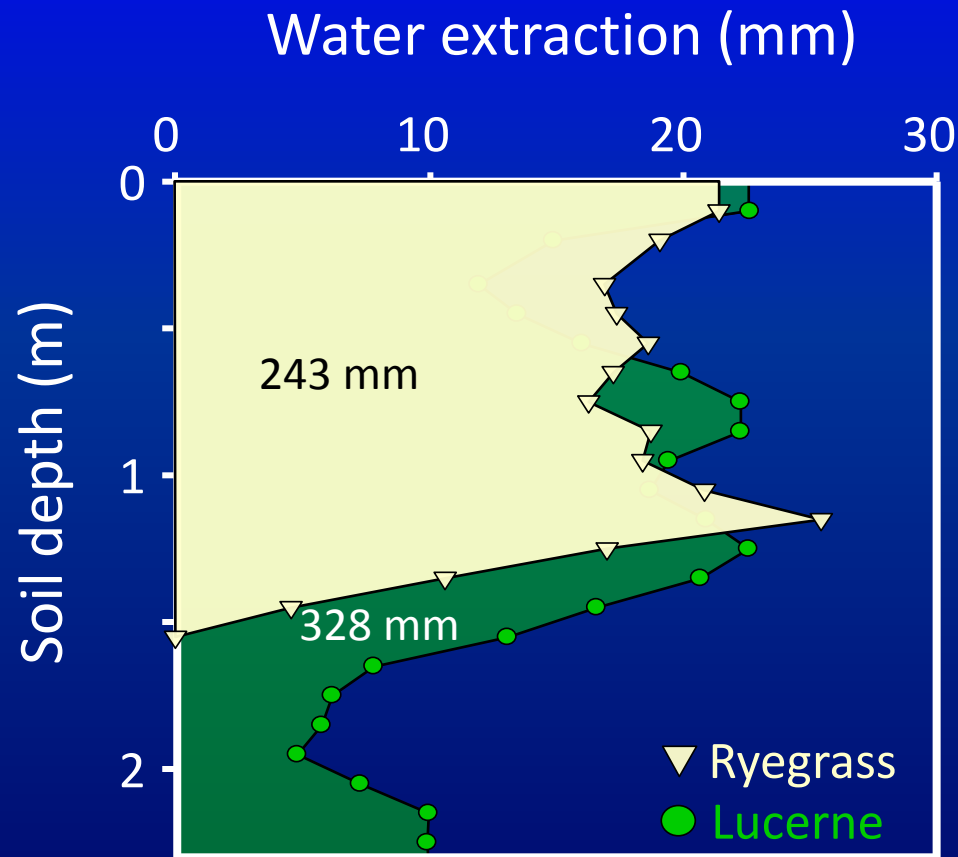 Water extraction (mm)
0 10 20 30
0
243 mm
1
328 mm
2
Soil depth (m)
Ryegrass
Lucerne